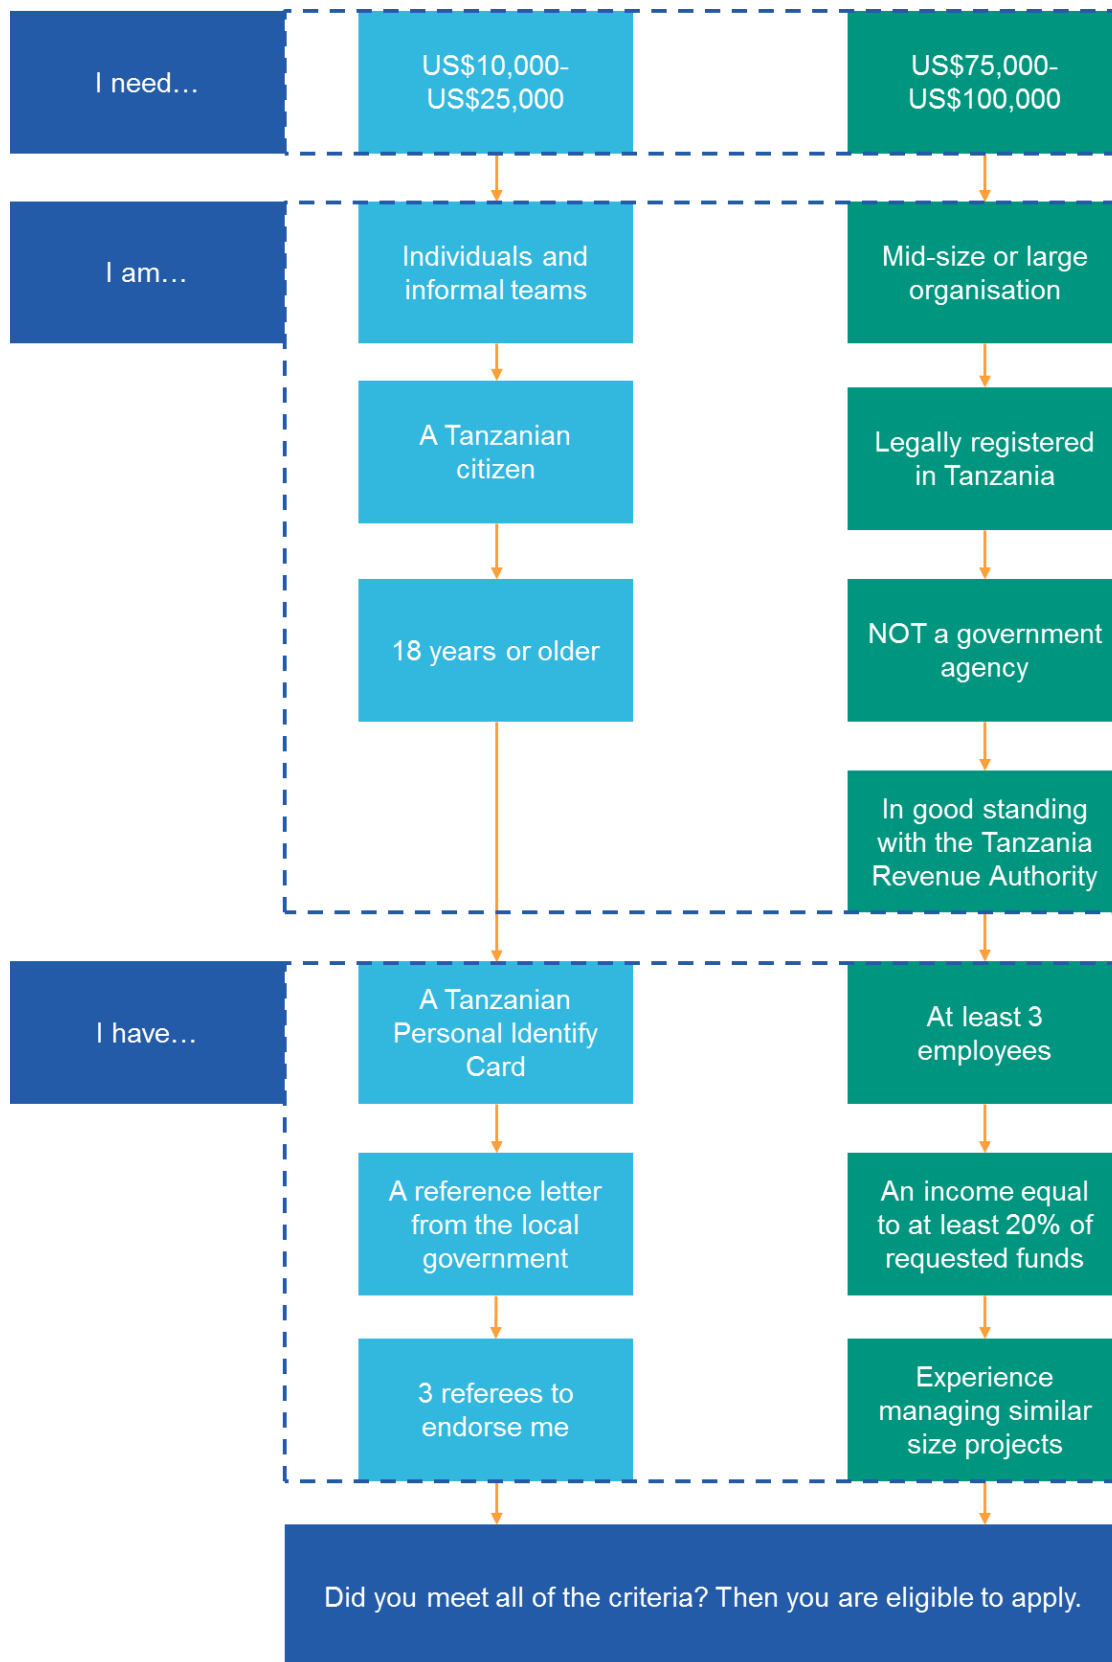 I need…
US$10,000-
US$25,000
US$75,000-
US$100,000
I am…
Individuals and
informal teams
Mid-size or large
organisation
A Tanzanian
citizen
Legally registered
in Tanzania
18 years or older
NOT a government
agency
In good standing
with the Tanzania
Revenue Authority
I have…
A Tanzanian
Personal Identify
Card
At least 3
employees
A reference letter
from the local
government
An income equal
to at least 20% of
requested funds
3 referees to
endorse me
Experience
managing similar
size projects
Did you meet all of the criteria? Then you are eligible to apply.